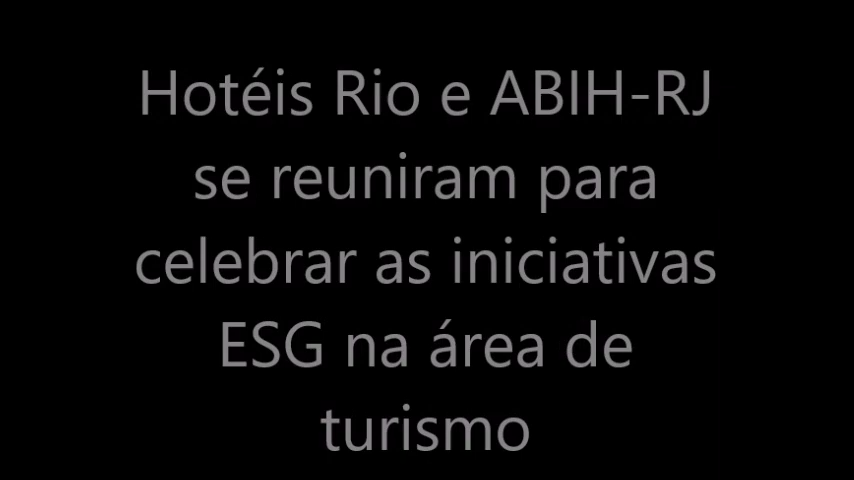 Hotéis Rio e ABIH-RJ
se reuniram para
celebrar as iniciativas
ESG na área de
turismo